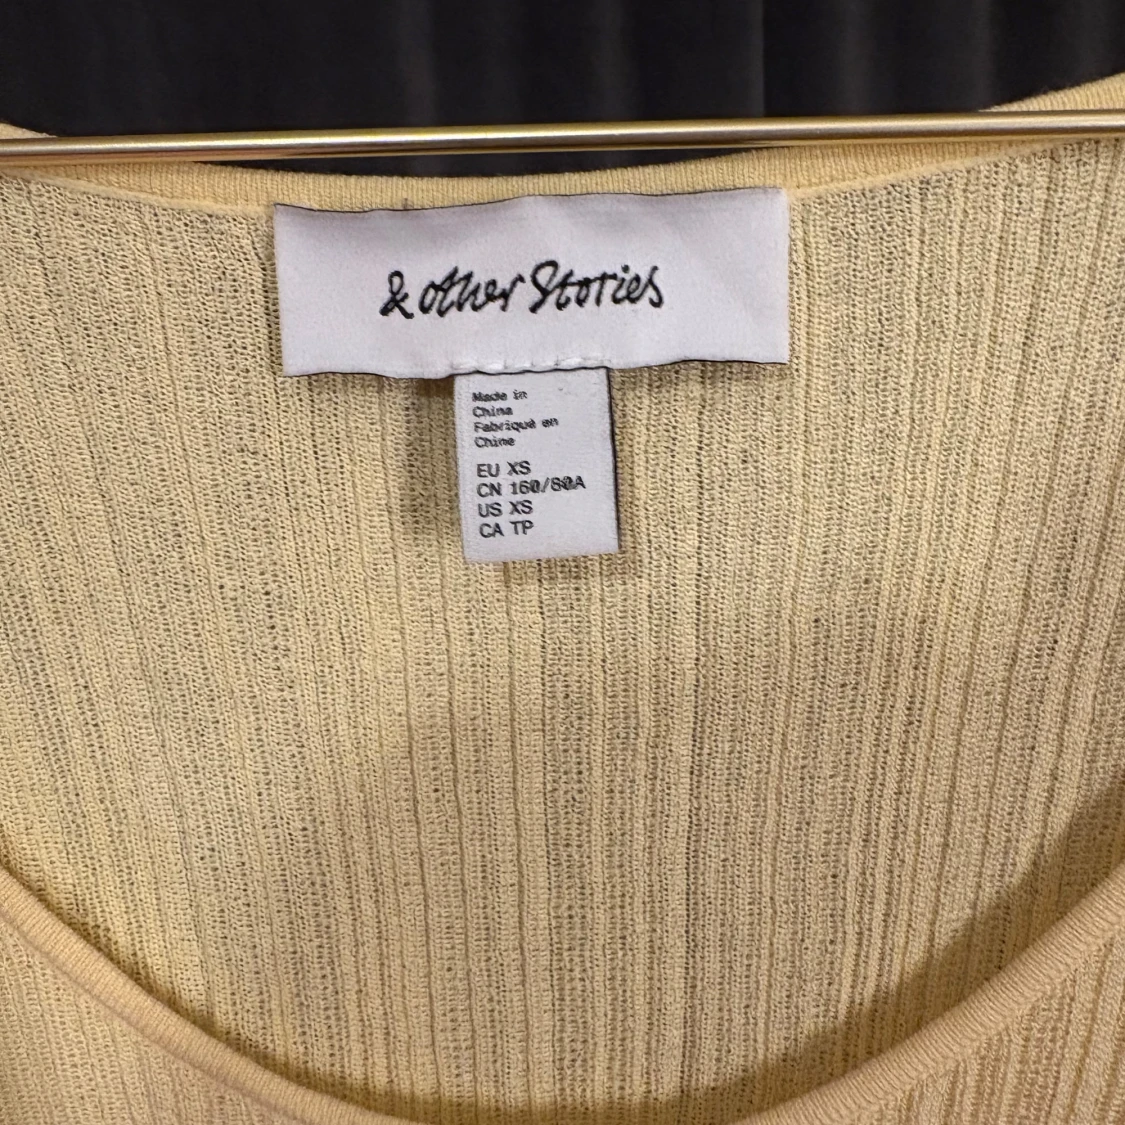 & other Stories
Made in
China
Fabriqué en
Chine
EU XS
CN 160/80A
US XS
CA TP